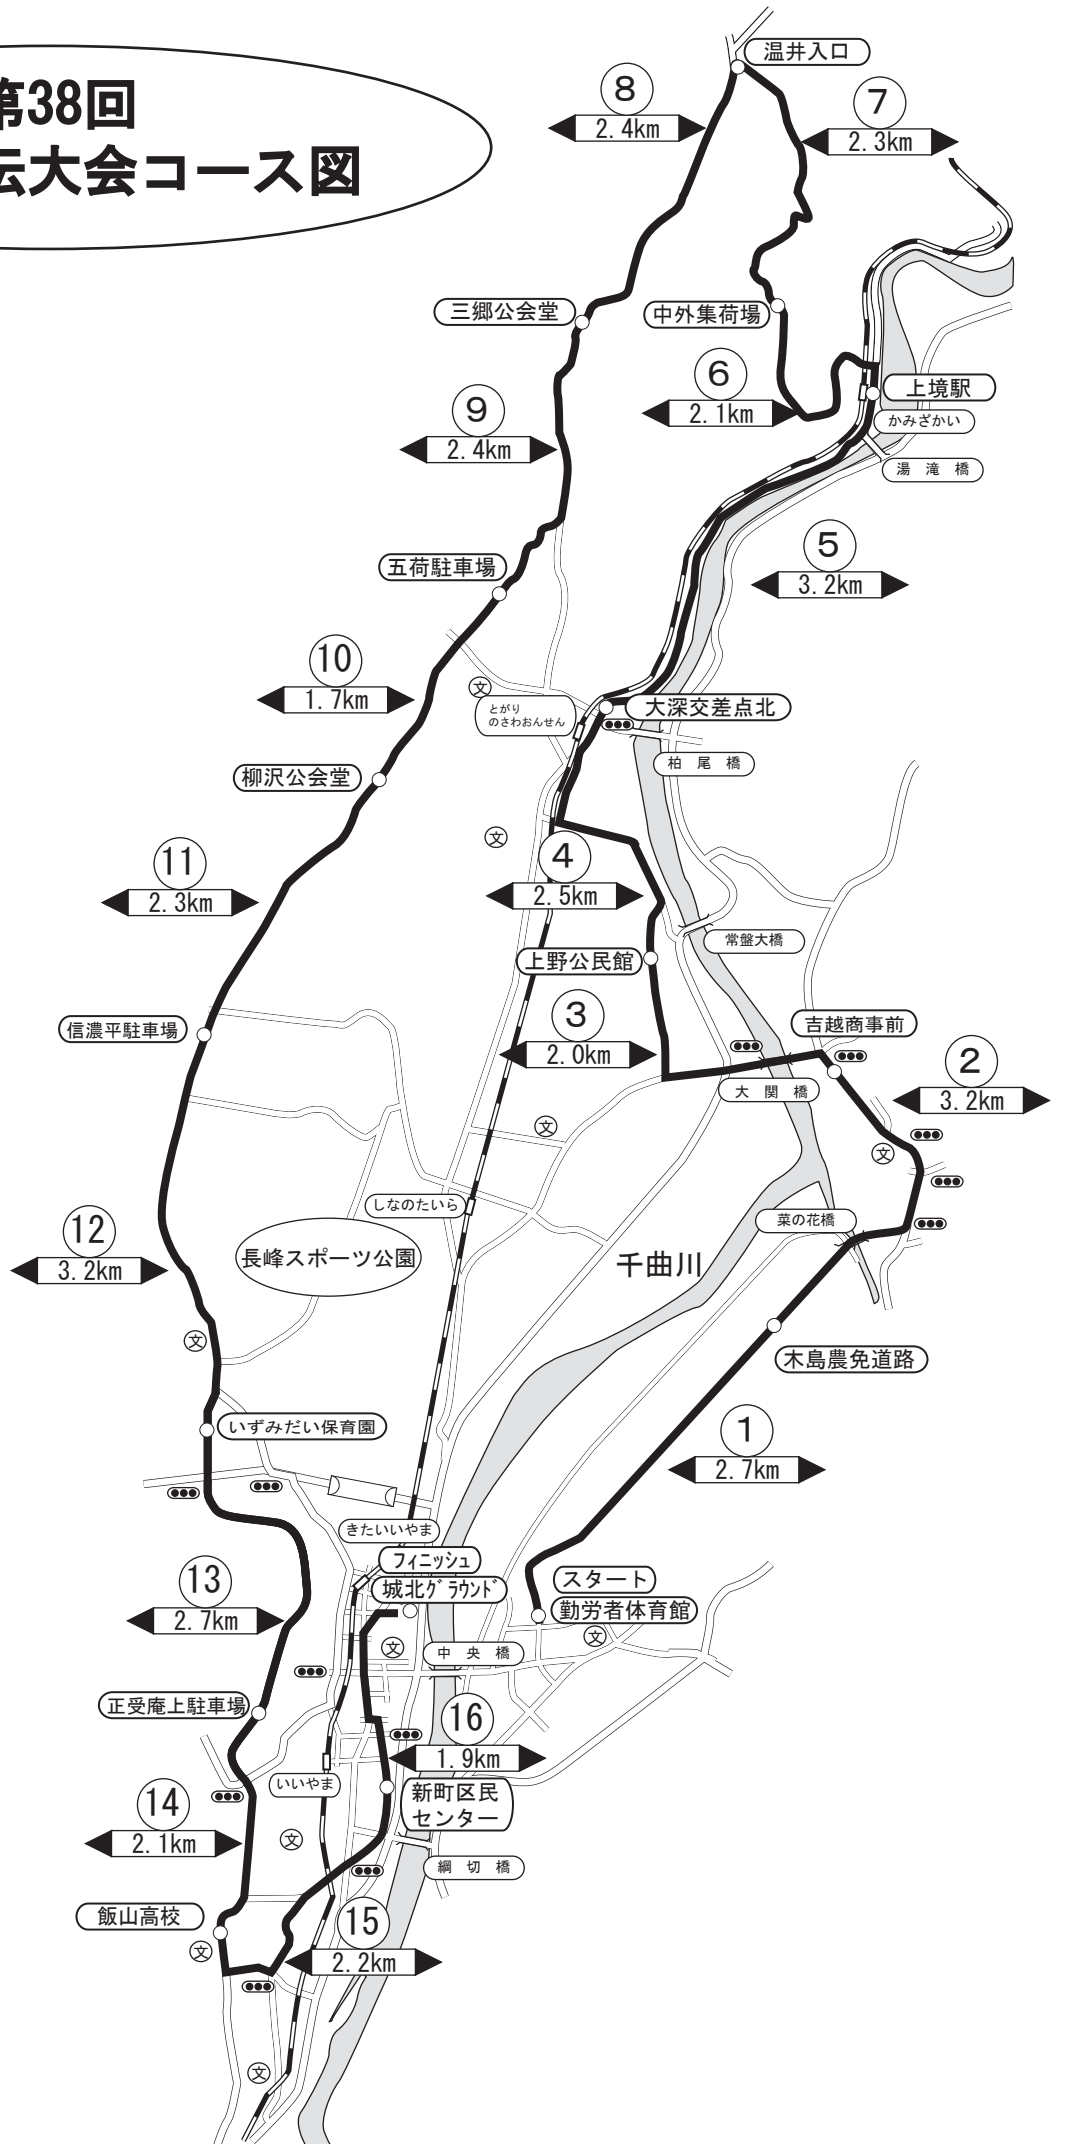 第38回
伝大会コース図
温井入口
8
2.4km
7
2.3km
三郷公会堂
中外集荷場
6
2.1km
上境駅
かみざかい
湯滝橋
9
2.4km
5
3.2km
五荷駐車場
10
1.7km
文
とがり
のさわおんせん
大深交差点北
柏尾橋
柳沢公会堂
文
4
2.5km
11
2.3km
常盤大橋
上野公民館
3
2.0km
信濃平駐車場
吉越商事前
大関橋
2
3.2km
文
文
しなのたいら
菜の花橋
12
3.2km
長峰スポーツ公園
千曲川
文
木島農免道路
いずみだい保育園
1
2.7km
きたいいやま
フィニッシュ
城北グラウンド
スタート
勤労者体育館
13
2.7km
文
文
中央橋
正受庵上駐車場
16
1.9km
いいやま
新町区民
センター
14
2.1km
文
綱切橋
飯山高校
文
15
2.2km
文